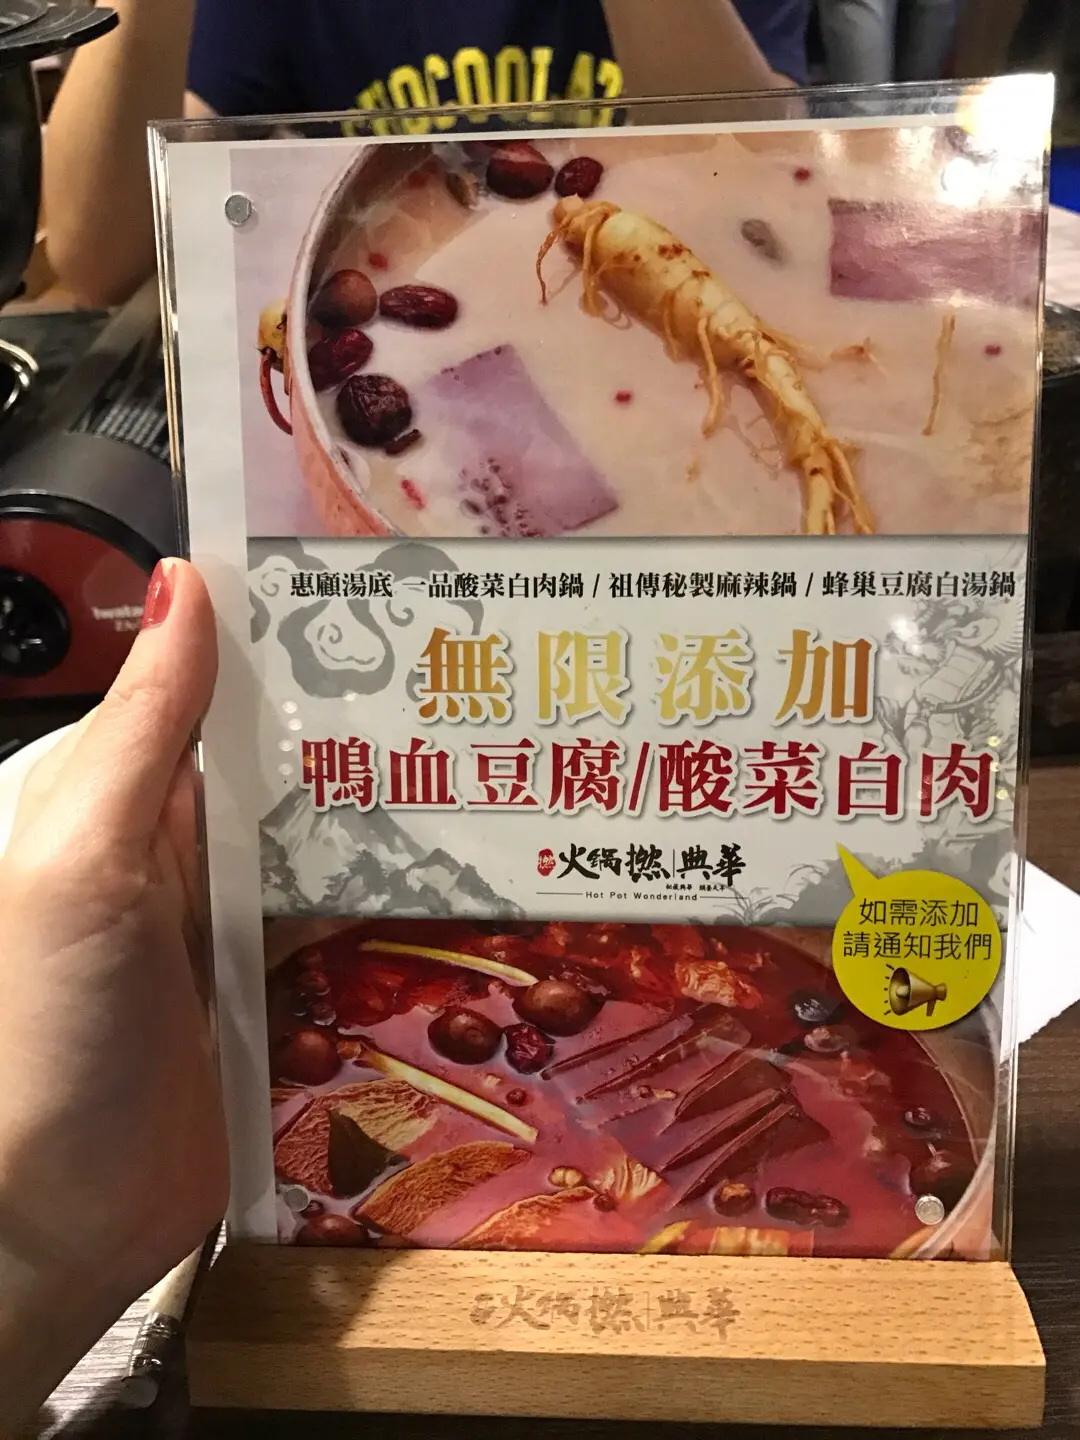 CHOCOOLAT
惠顧湯底 一品酸菜白肉鍋 / 祖傳秘製麻辣鍋 / 蜂巢豆腐白湯鍋
無限添加
鴨血豆腐/酸菜白肉
火鍋撚|典華
Hot Pot Wonderland
如需添加
請通知我們
火鍋撚|典華